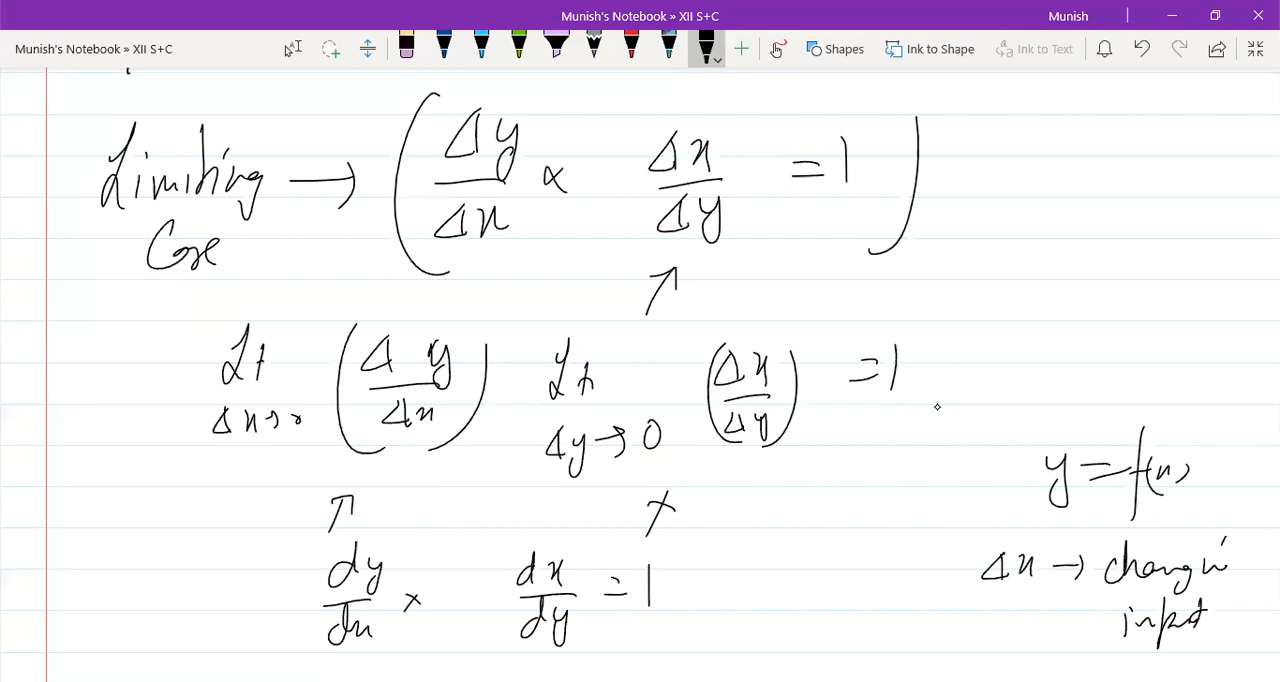 Munish's Notebook » XII S+C
Munish
Munish's Notebook » XII S+C
Shapes
Ink to Shape
Ink to Text
Limiting → (Δy/Δx × Δx/Δy = 1)
Case
Lt Δx→0 (Δy/Δx) Lt Δy→0 (Δx/Δy) = 1
y = f(x)
dy/dx × dx/dy = 1
Δx → change in
input